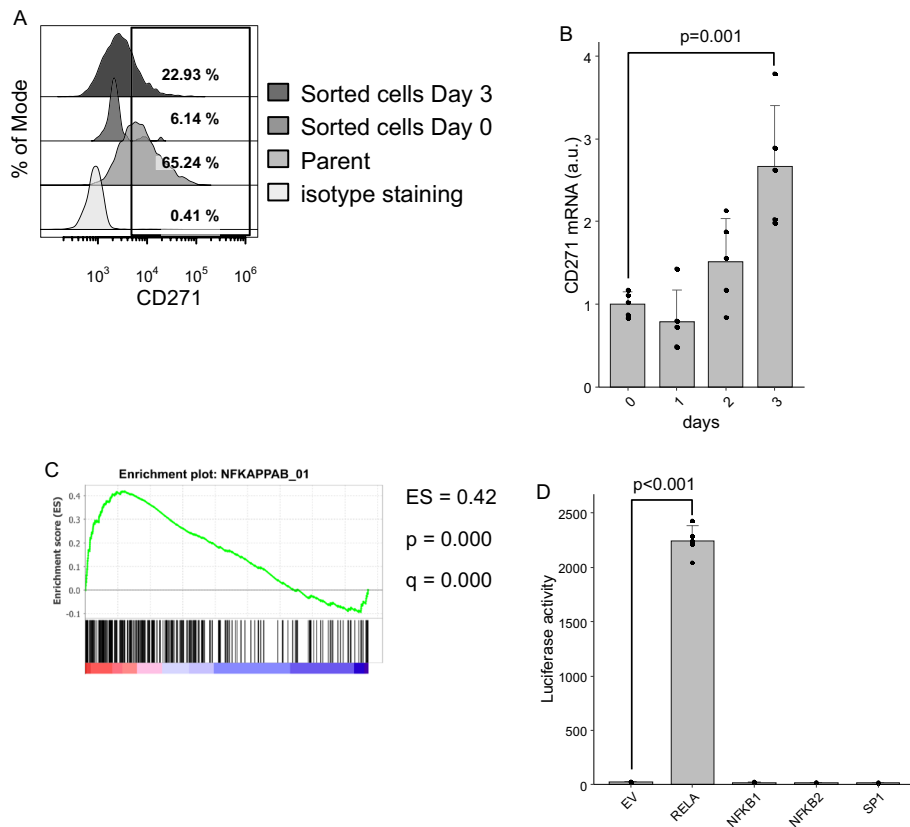 A
22.93 %
6.14 %
65.24 %
0.41 %
% of Mode
10³ 10⁴ 10⁵ 10⁶
CD271
Sorted cells Day 3
Sorted cells Day 0
Parent
isotype staining
B
p=0.001
CD271 mRNA (a.u.)
4
3
2
1
0
0 1 2 3
days
C
Enrichment plot: NFKAPPAB_01
Enrichment score (ES)
0.4
0.3
0.2
0.1
0.0
-0.1
ES = 0.42
p = 0.000
q = 0.000
D
p<0.001
Luciferase activity
2500
2000
1500
1000
500
0
EV RELA NFKB1 NFKB2 SP1